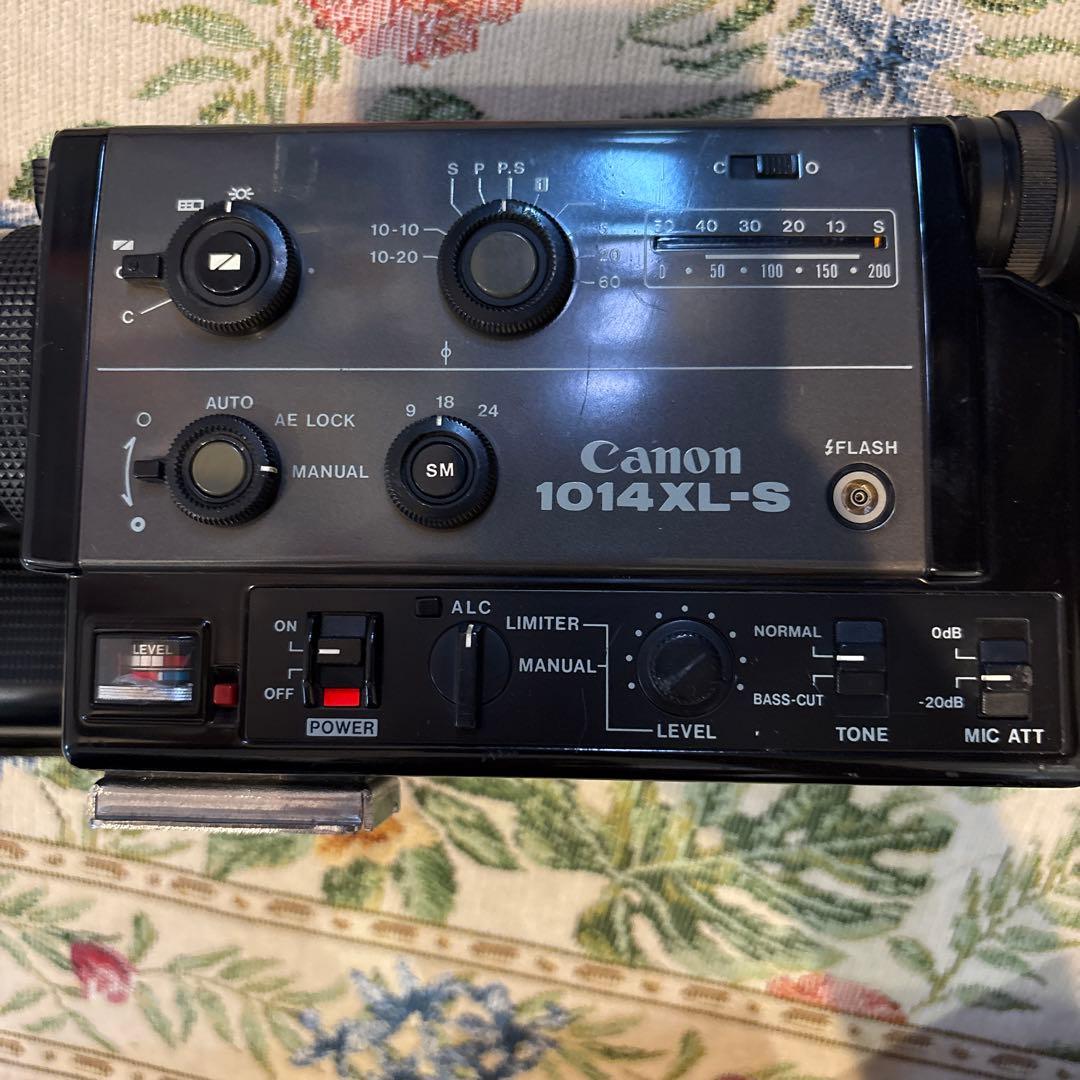 S P P.S
C O
10-10
10-20
5
20
60
50 40 30 20 10 S
0 • 50 • 100 • 150 • 200
C
AUTO
AE LOCK
MANUAL
9 18 24
SM
Canon
1014XL-S
FLASH
LEVEL
ON
OFF
POWER
ALC
LIMITER
MANUAL
LEVEL
NORMAL
BASS-CUT
TONE
0dB
-20dB
MIC ATT